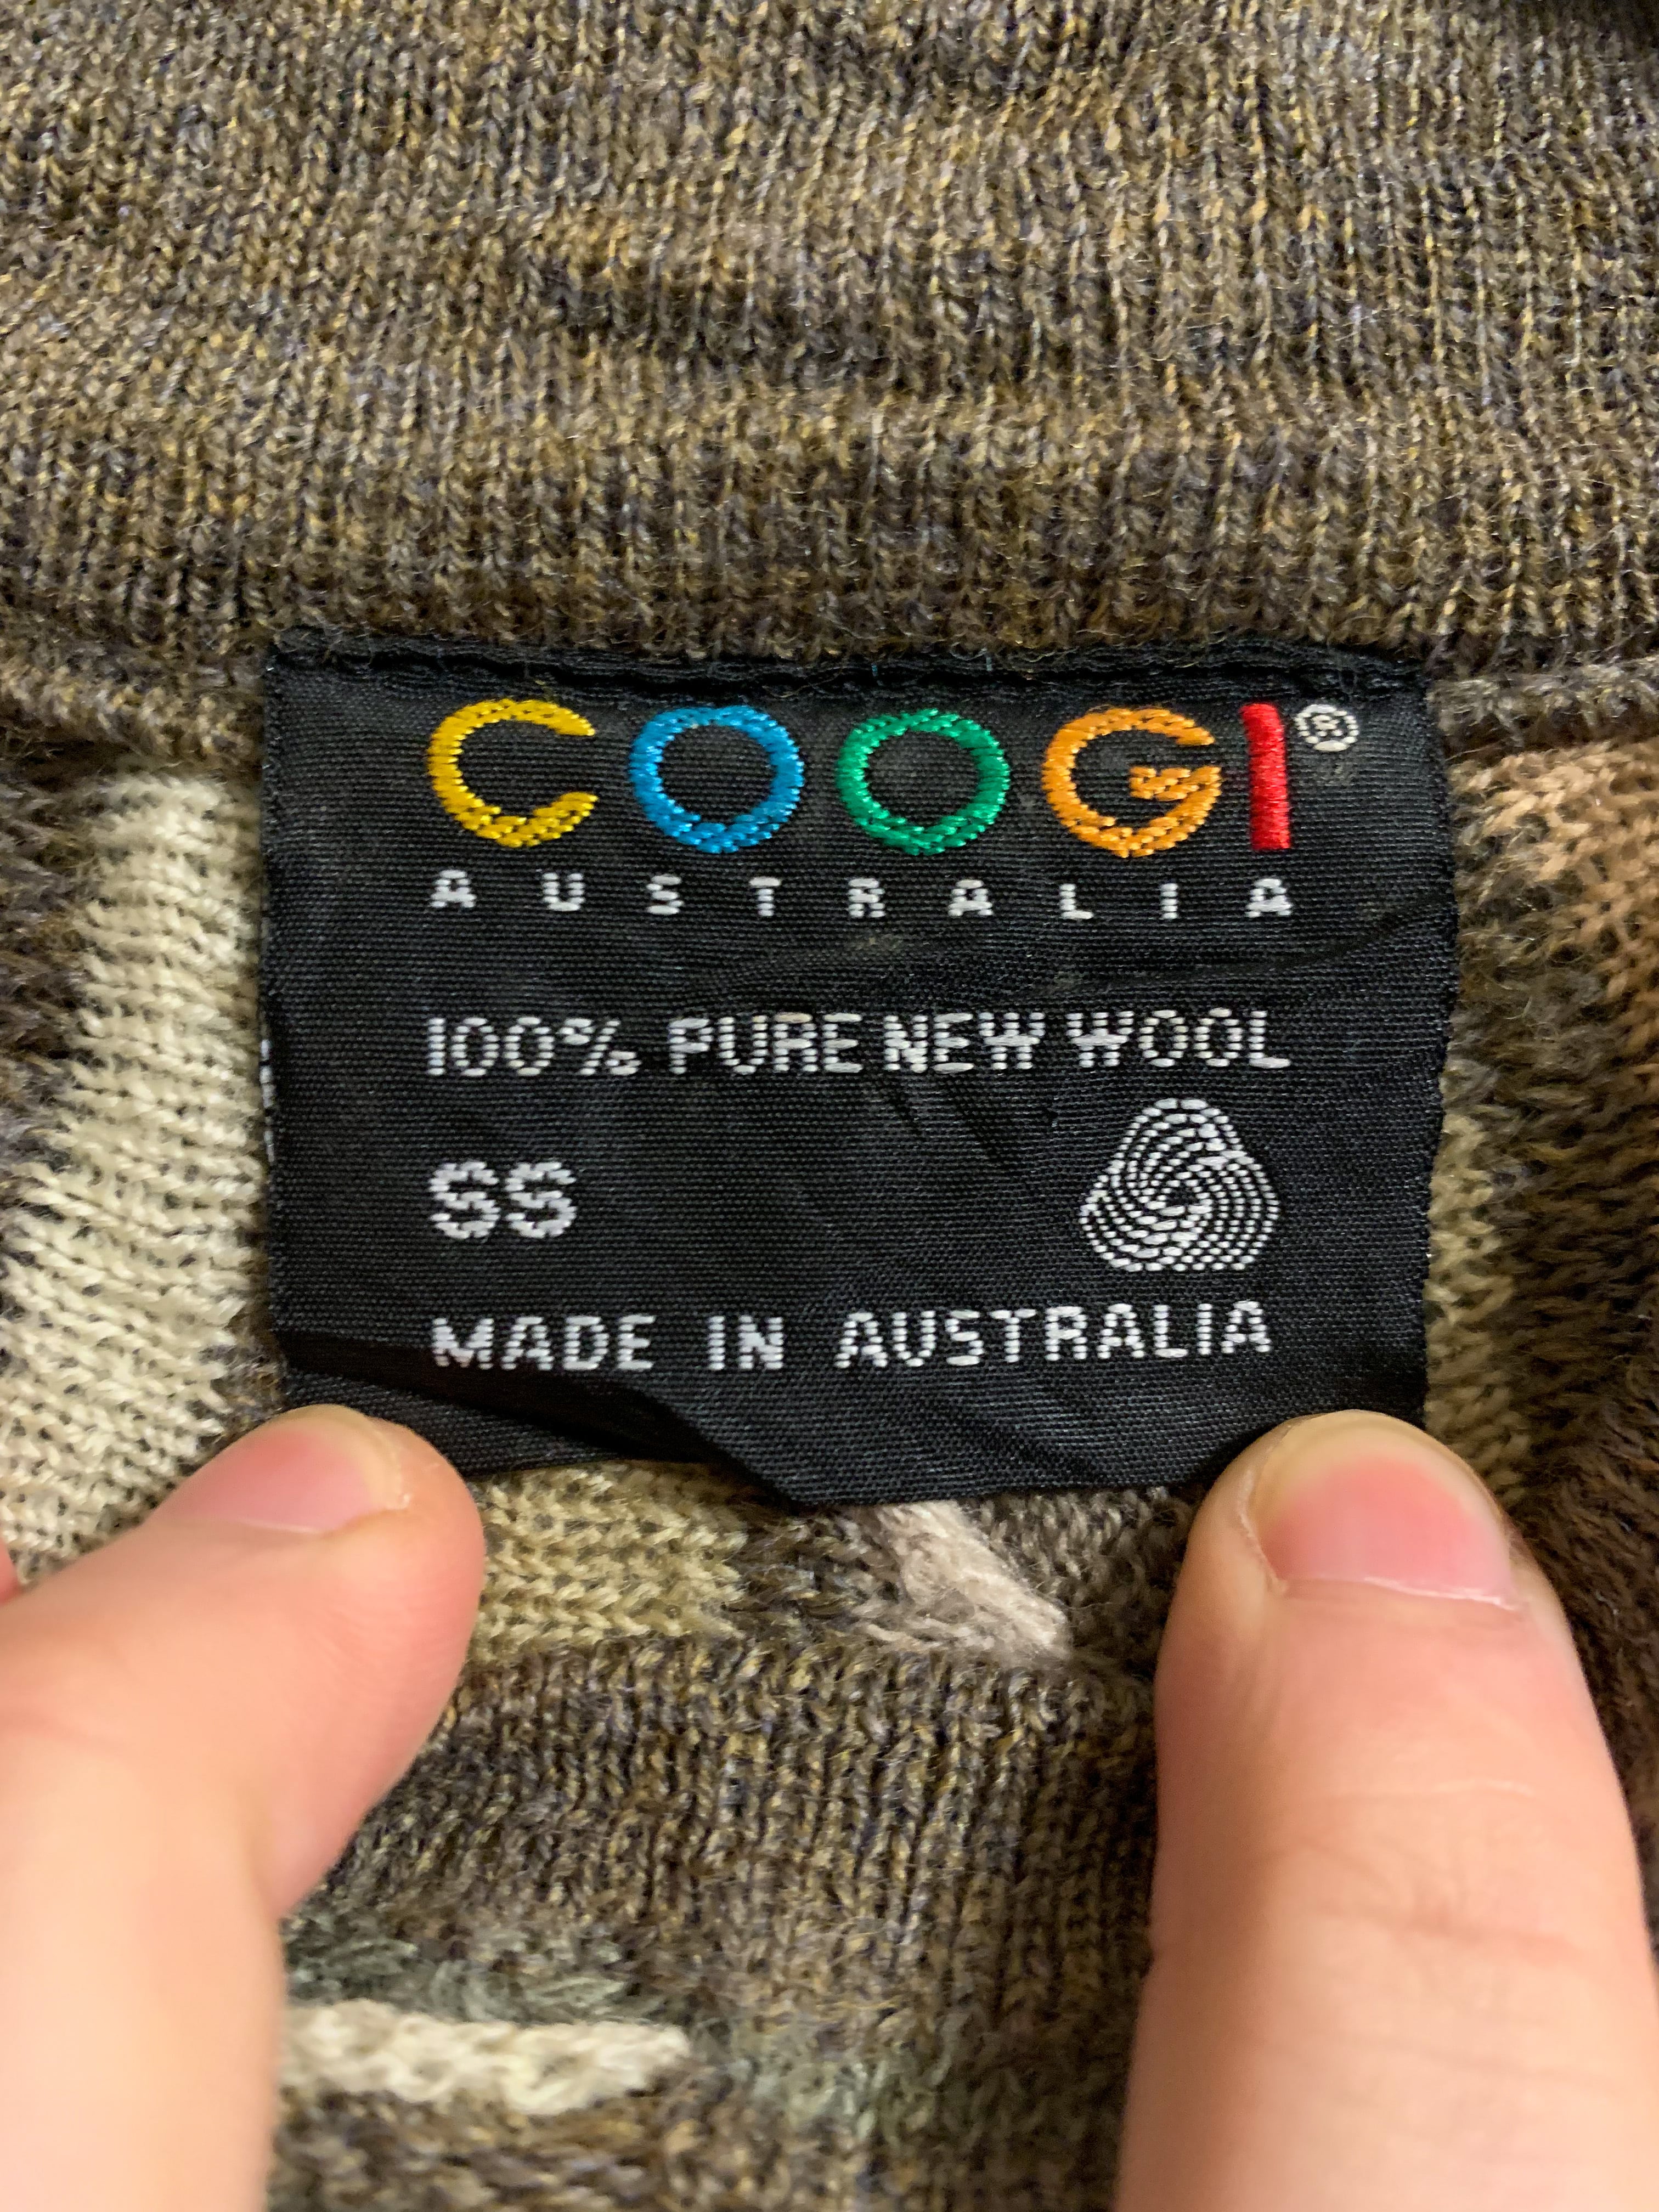 COOGI®
AUSTRALIA
100% PURE NEW WOOL
SS
MADE IN AUSTRALIA